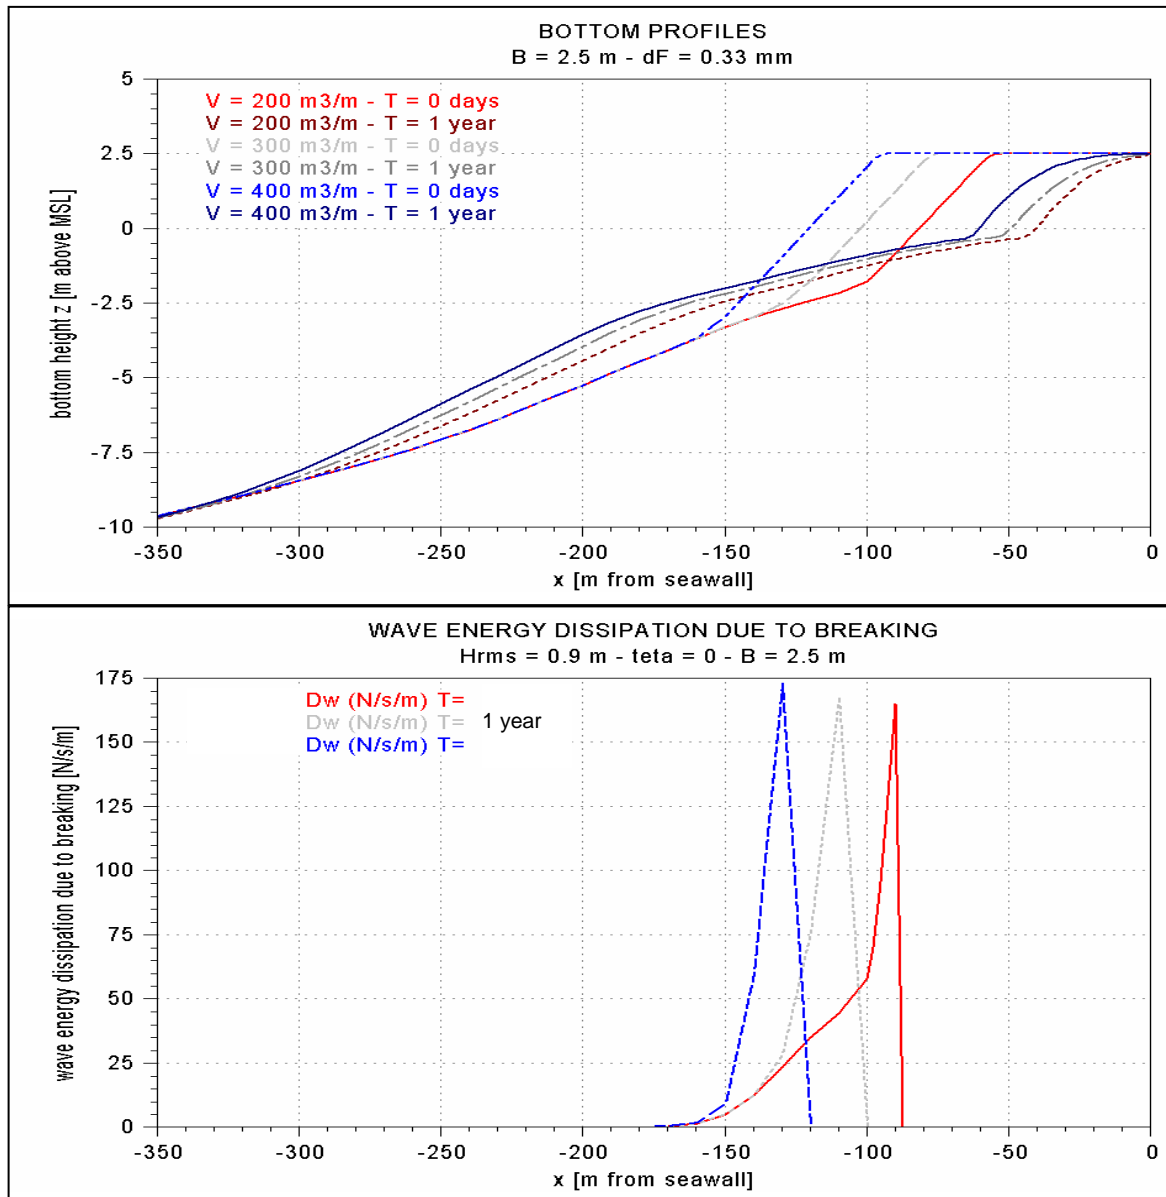 BOTTOM PROFILES
B = 2.5 m - dF = 0.33 mm
V = 200 m3/m - T = 0 days
V = 200 m3/m - T = 1 year
V = 300 m3/m - T = 0 days
V = 300 m3/m - T = 1 year
V = 400 m3/m - T = 0 days
V = 400 m3/m - T = 1 year
bottom height z [m above MSL]
5
2.5
0
-2.5
-5
-7.5
-10
-350 -300 -250 -200 -150 -100 -50 0
x [m from seawall]
WAVE ENERGY DISSIPATION DUE TO BREAKING
Hrms = 0.9 m - teta = 0 - B = 2.5 m
Dw (N/s/m) T=
Dw (N/s/m) T= 1 year
Dw (N/s/m) T=
wave energy dissipation due to breaking [N/s/m]
175
150
125
100
75
50
25
0
-350 -300 -250 -200 -150 -100 -50 0
x [m from seawall]